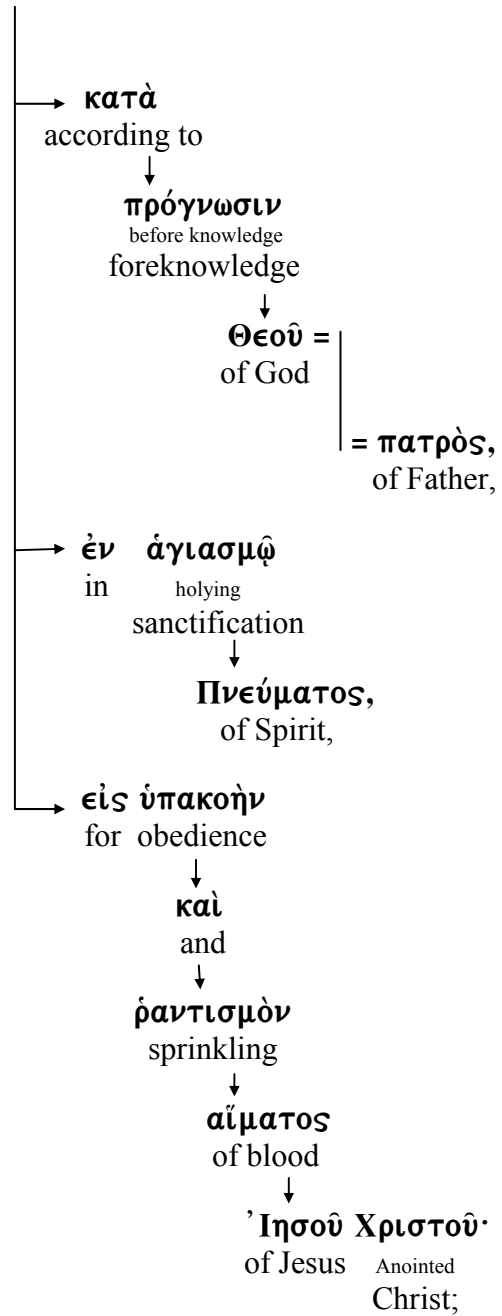 κατὰ
according to
πρόγνωσιν
before knowledge
foreknowledge
Θεοῦ =
of God
= πατρὸς,
of Father,
ἐν ἁγιασμῷ
in holying
sanctification
Πνεύματος,
of Spirit,
εἰς ὑπακοὴν
for obedience
καὶ
and
ῥαντισμὸν
sprinkling
αἵματος
of blood
᾿Ιησοῦ Χριστοῦ·
of Jesus Anointed
Christ;